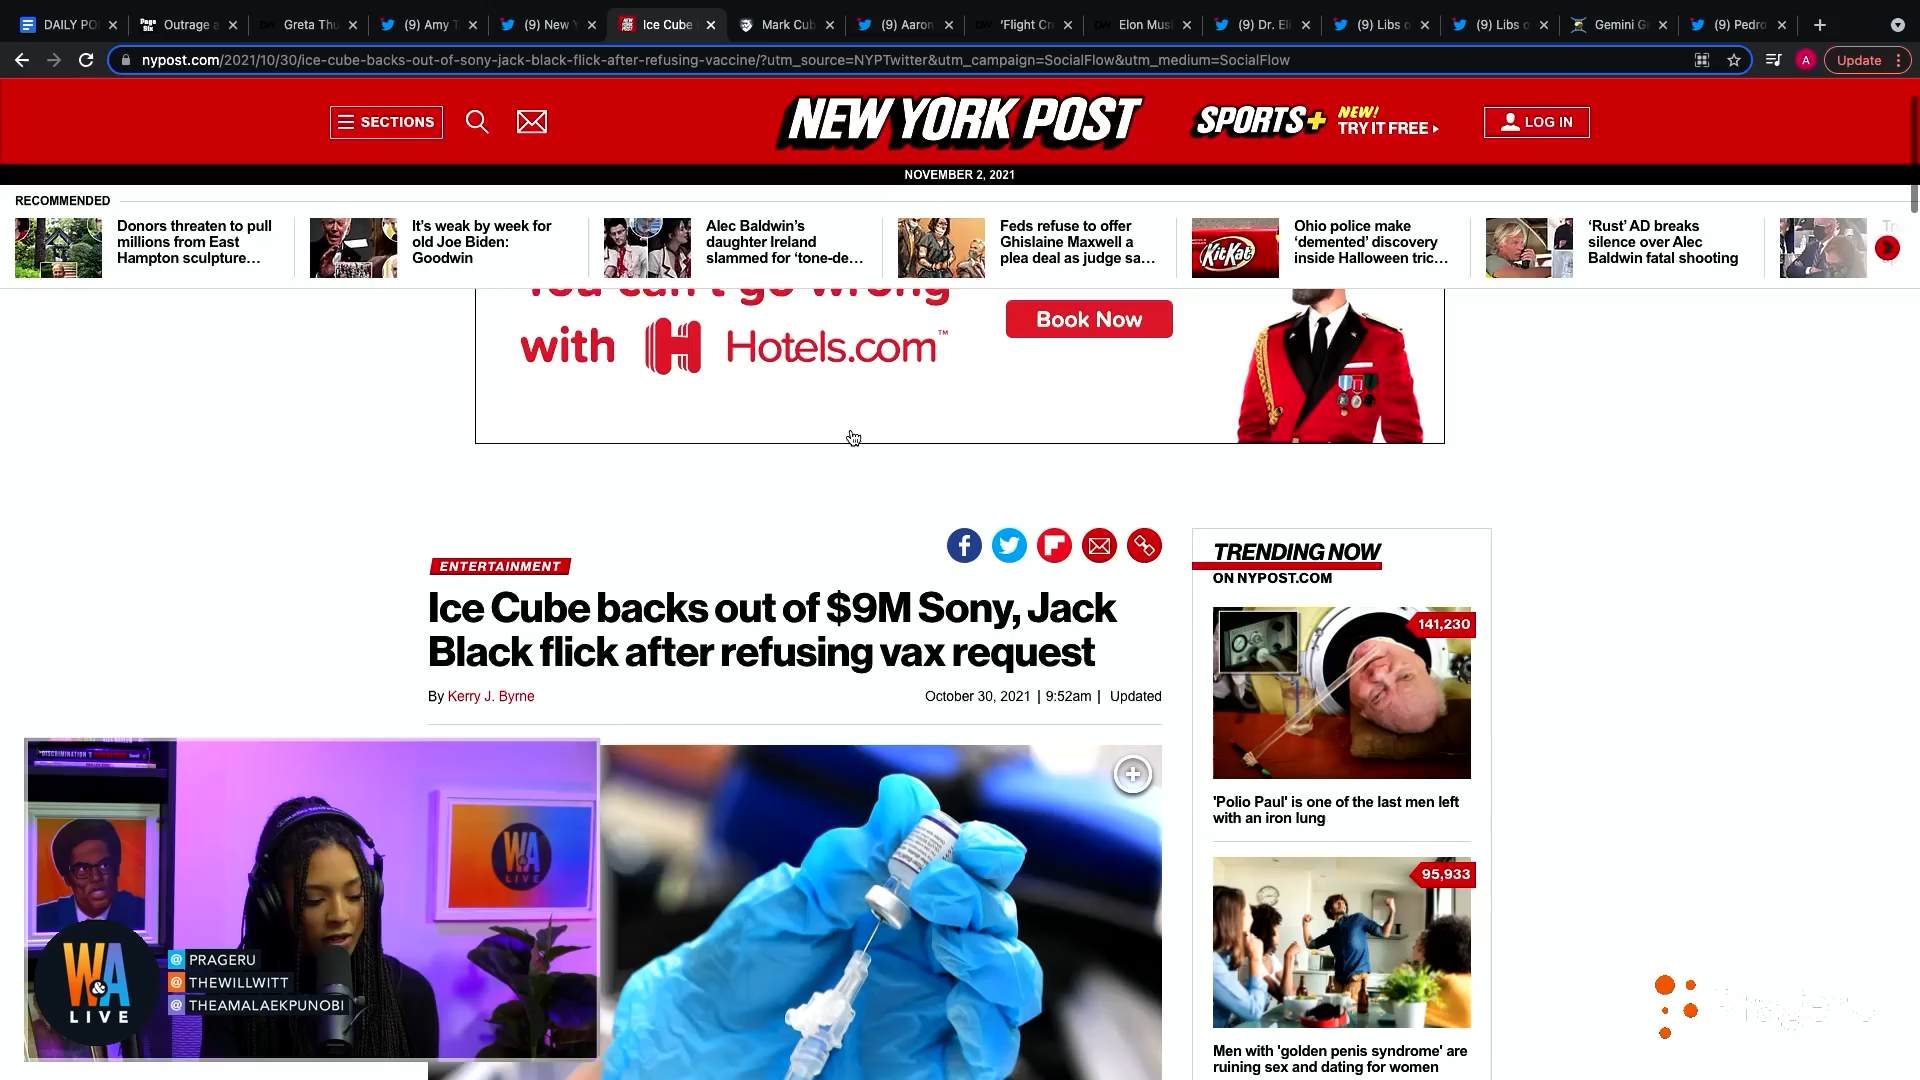 DAILY PO
Outrage a
Greta Thu
(9) Amy T
(9) New Y
Ice Cube
Mark Cub
(9) Aaron
'Flight Cr
Elon Mus
(9) Dr. Eli
(9) Libs o
(9) Libs o
Gemini G
(9) Pedro
nypost.com/2021/10/30/ice-cube-backs-out-of-sony-jack-black-flick-after-refusing-vaccine/?utm_source=NYPTwitter&utm_campaign=SocialFlow&utm_medium=SocialFlow
A
Update
SECTIONS
NEW YORK POST
SPORTS+
NEW!
TRY IT FREE
LOG IN
NOVEMBER 2, 2021
RECOMMENDED
Donors threaten to pull
millions from East
Hampton sculpture…
It's weak by week for
old Joe Biden:
Goodwin
Alec Baldwin's
daughter Ireland
slammed for 'tone-de…
Feds refuse to offer
Ghislaine Maxwell a
plea deal as judge sa…
KitKat
Ohio police make
'demented' discovery
inside Halloween tric…
'Rust' AD breaks
silence over Alec
Baldwin fatal shooting
You can't go wrong
with H Hotels.com™
Book Now
ENTERTAINMENT
Ice Cube backs out of $9M Sony, Jack
Black flick after refusing vax request
By Kerry J. Byrne
October 30, 2021 | 9:52am | Updated
TRENDING NOW
ON NYPOST.COM
141,230
'Polio Paul' is one of the last men left
with an iron lung
95,933
Men with 'golden penis syndrome' are
ruining sex and dating for women
W&A
LIVE
W&A
LIVE
@ PRAGERU
@ THEWILLWITT
@ THEAMALAEKPUNOBI
PragerU